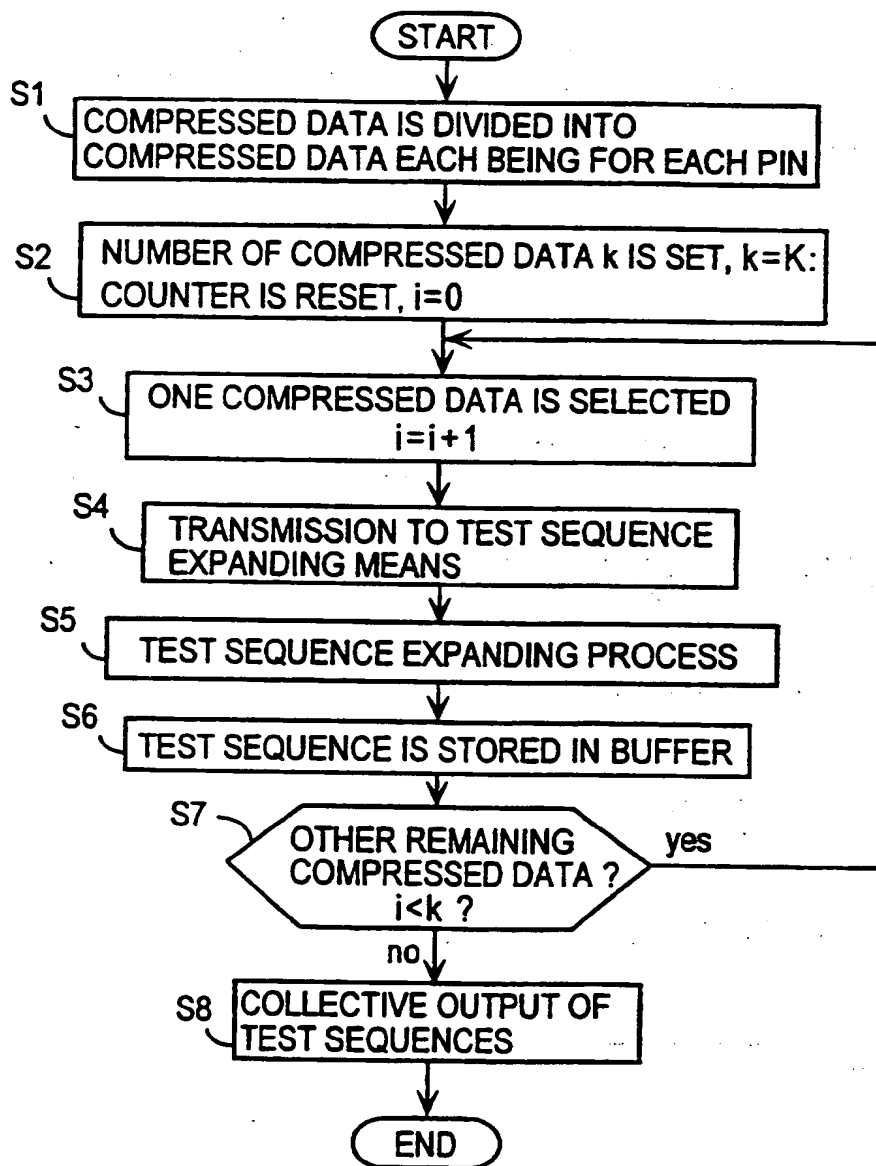 START
S1
COMPRESSED DATA IS DIVIDED INTO
COMPRESSED DATA EACH BEING FOR EACH PIN
S2
NUMBER OF COMPRESSED DATA k IS SET, k=K:
COUNTER IS RESET, i=0
S3
ONE COMPRESSED DATA IS SELECTED
i=i+1
S4
TRANSMISSION TO TEST SEQUENCE
EXPANDING MEANS
S5
TEST SEQUENCE EXPANDING PROCESS
S6
TEST SEQUENCE IS STORED IN BUFFER
S7
OTHER REMAINING
COMPRESSED DATA ?
i<k ?
yes
no
S8
COLLECTIVE OUTPUT OF
TEST SEQUENCES
END